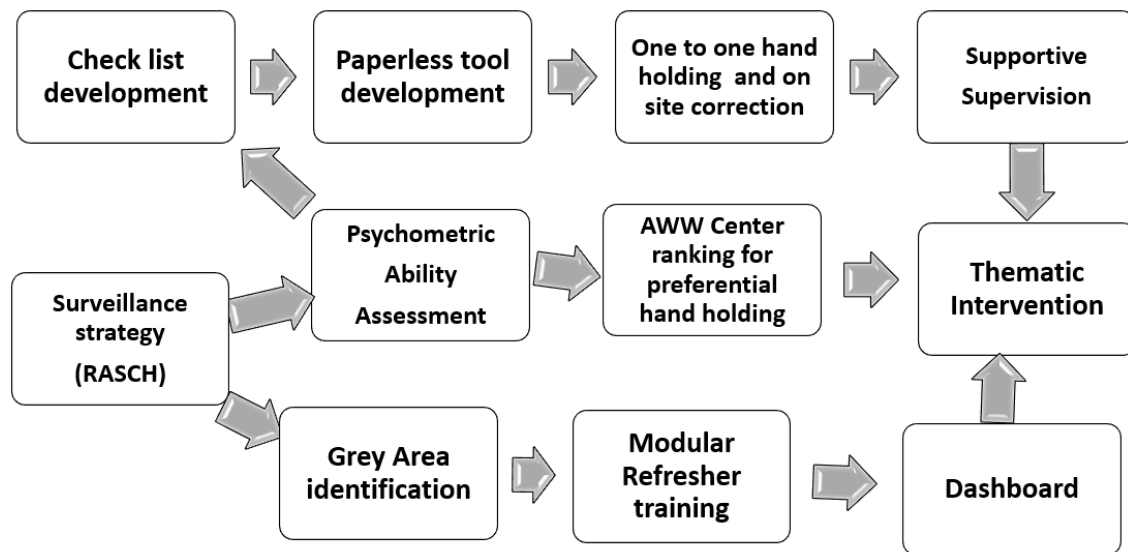 Check list
development
Paperless tool
development
One to one hand
holding and on
site correction
Supportive
Supervision
Surveillance
strategy
(RASCH)
Psychometric
Ability
Assessment
AWW Center
ranking for
preferential
hand holding
Thematic
Intervention
Grey Area
identification
Modular
Refresher
training
Dashboard